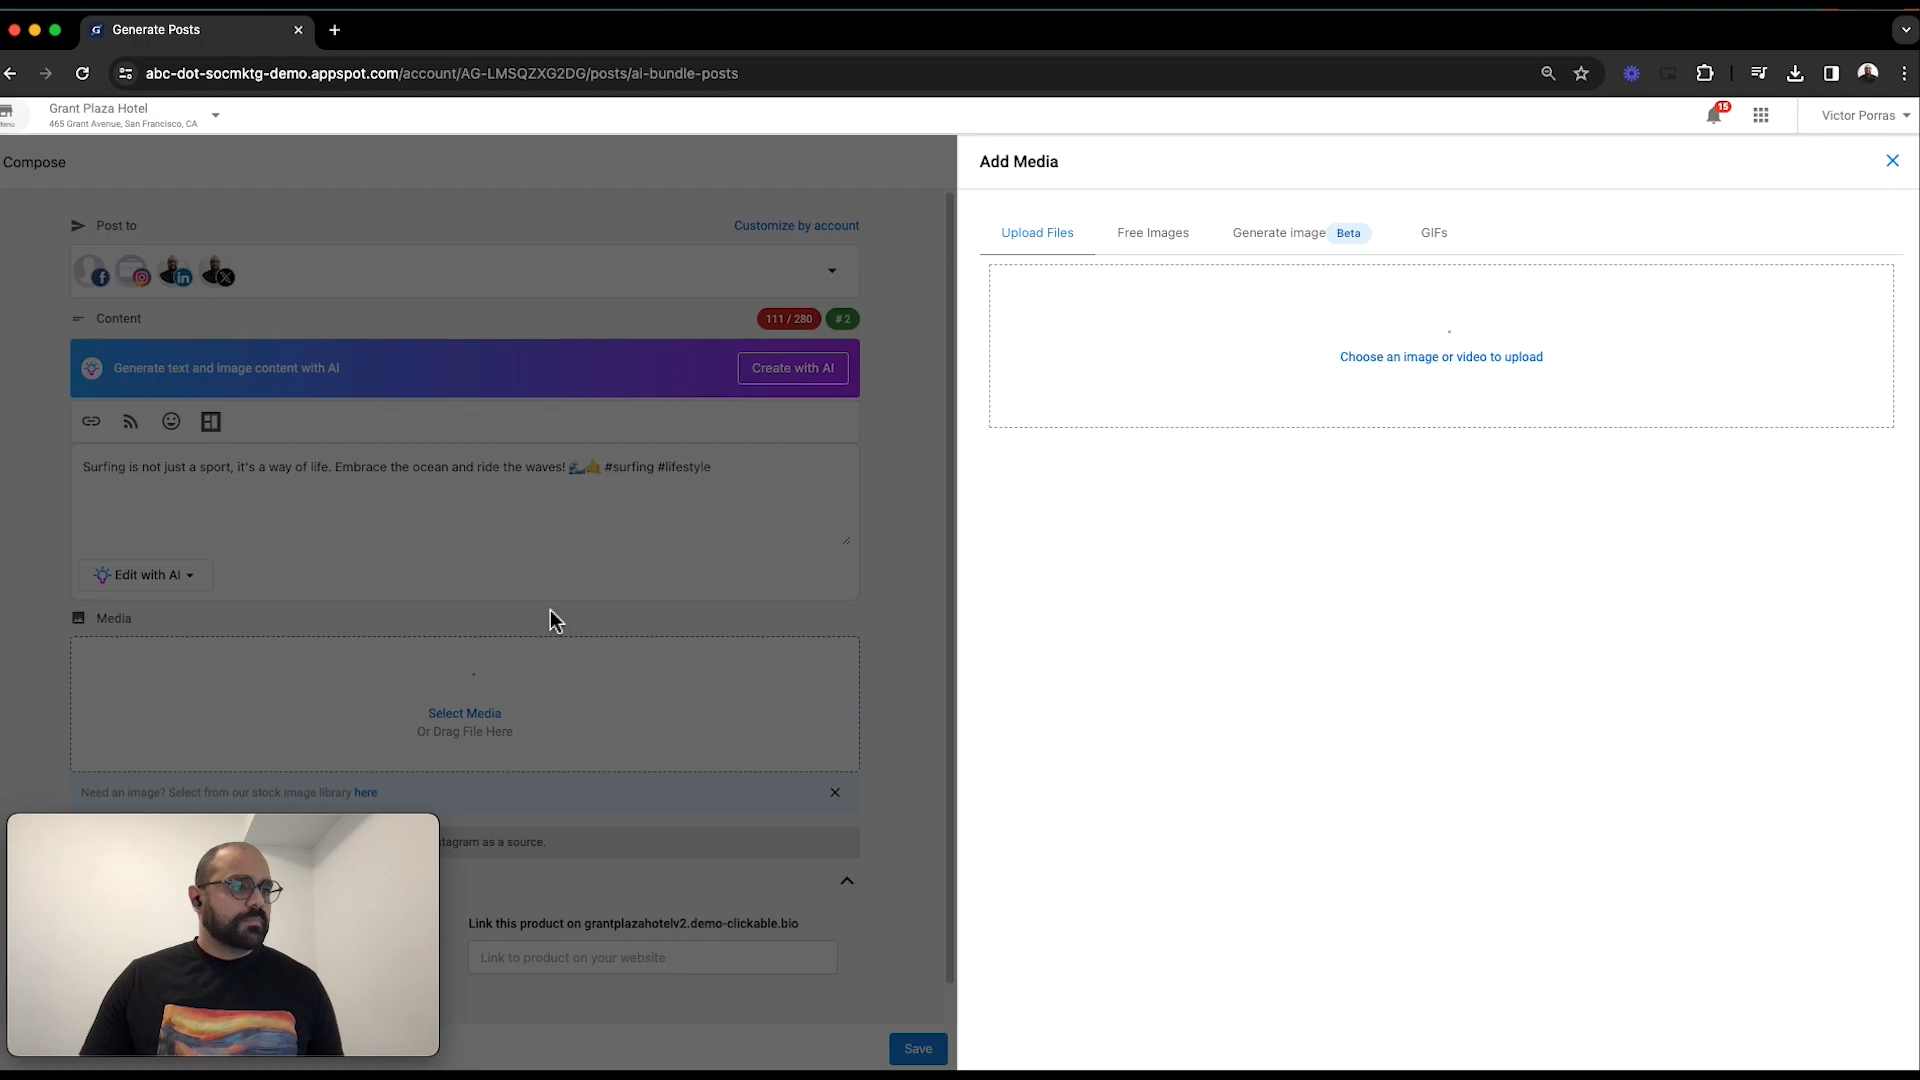 Generate Posts
abc-dot-socmktg-demo.appspot.com/account/AG-LMSQZXG2DG/posts/ai-bundle-posts
Menu
Grant Plaza Hotel
465 Grant Avenue, San Francisco, CA
15
Victor Porras
Compose
Add Media
Post to
Customize by account
Upload Files
Free Images
Generate image Beta
GIFs
Content
111 / 280
# 2
Generate text and image content with AI
Create with AI
Choose an image or video to upload
Surfing is not just a sport, it's a way of life. Embrace the ocean and ride the waves! 🌊🤙 #surfing #lifestyle
Edit with AI
Media
Select Media
Or Drag File Here
Need an image? Select from our stock image library here
stagram as a source.
Link this product on grantplazahotelv2.demo-clickable.bio
Link to product on your website
Save